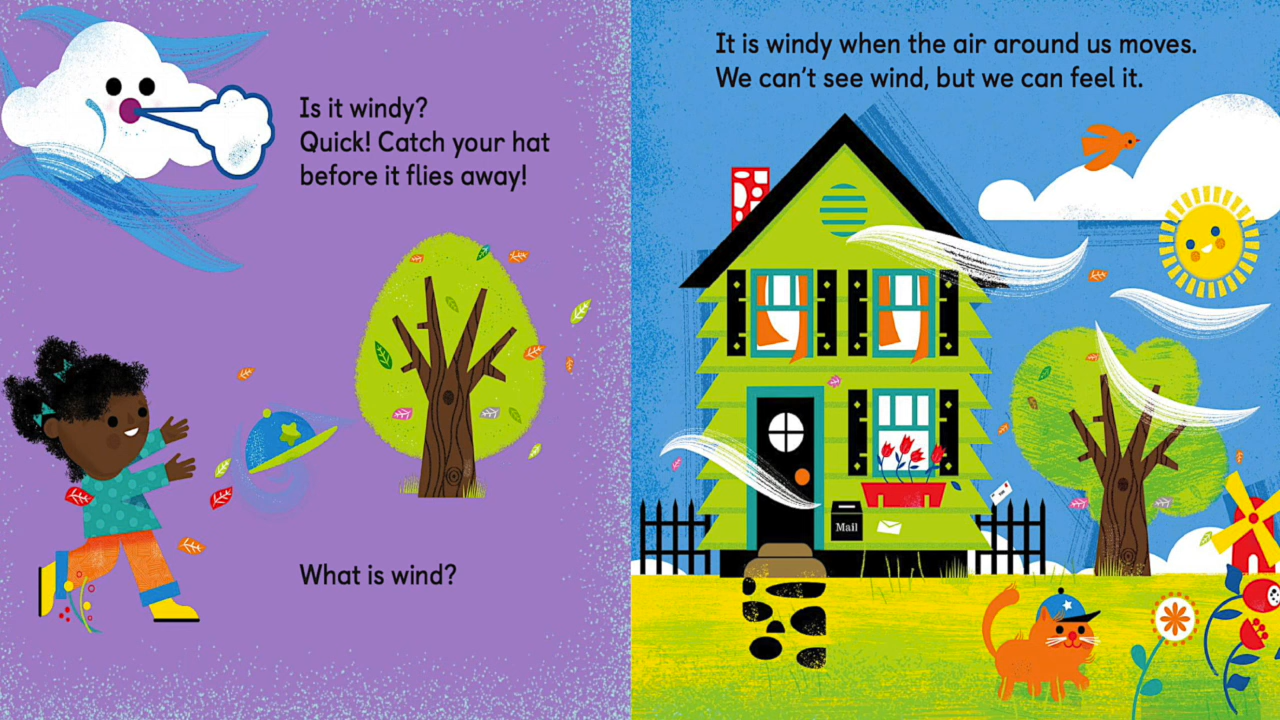 Is it windy?
Quick! Catch your hat
before it flies away!
What is wind?
It is windy when the air around us moves.
We can't see wind, but we can feel it.
Mail